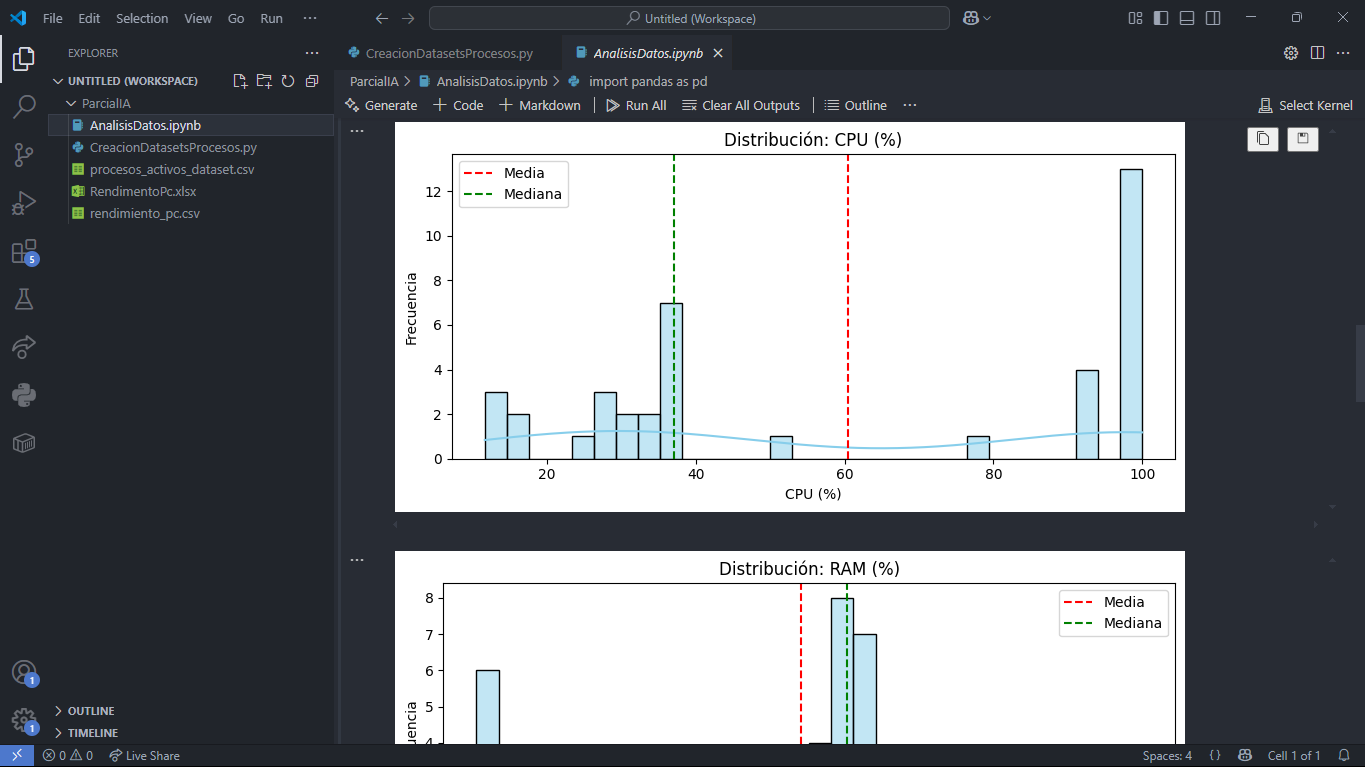 File Edit Selection View Go Run ··· Untitled (Workspace)
EXPLORER ···
UNTITLED (WORKSPACE)
ParcialIA
AnalisisDatos.ipynb
CreacionDatasetsProcesos.py
procesos_activos_dataset.csv
RendimentoPc.xlsx
rendimiento_pc.csv
5
1
1
OUTLINE
TIMELINE
CreacionDatasetsProcesos.py AnalisisDatos.ipynb
ParcialIA > AnalisisDatos.ipynb > import pandas as pd
Generate + Code + Markdown Run All Clear All Outputs Outline ··· Select Kernel
Distribución: CPU (%)
Media
Mediana
Frecuencia
12
10
8
6
4
2
0
20 40 60 80 100
CPU (%)
Distribución: RAM (%)
Media
Mediana
8
7
6
5
4
uencia
0 0 Live Share Spaces: 4 {} Cell 1 of 1